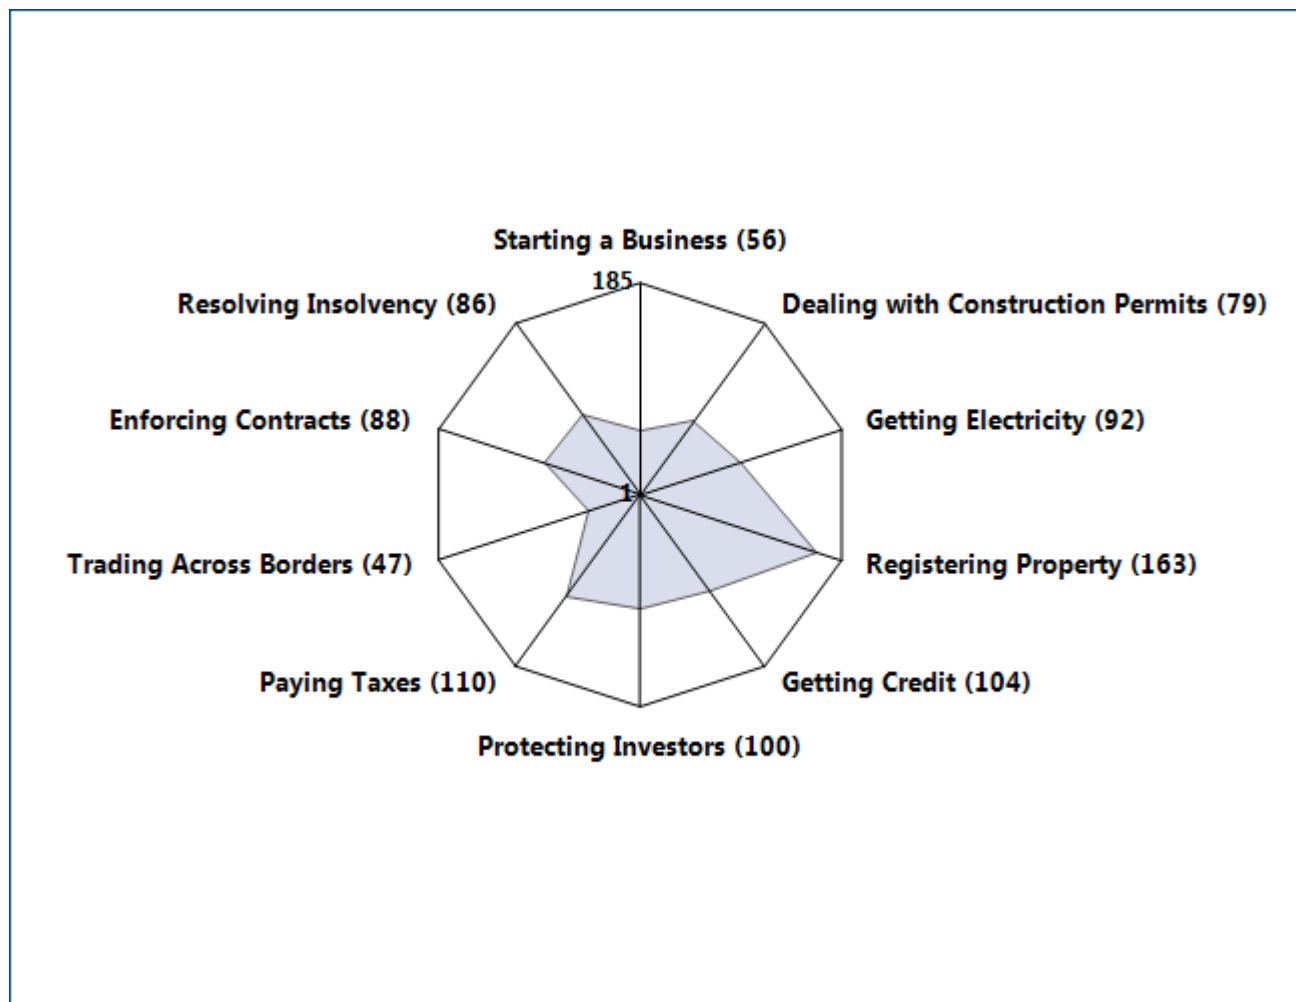 Starting a Business (56)
185
Resolving Insolvency (86)
Dealing with Construction Permits (79)
Enforcing Contracts (88)
Getting Electricity (92)
1
Trading Across Borders (47)
Registering Property (163)
Paying Taxes (110)
Getting Credit (104)
Protecting Investors (100)